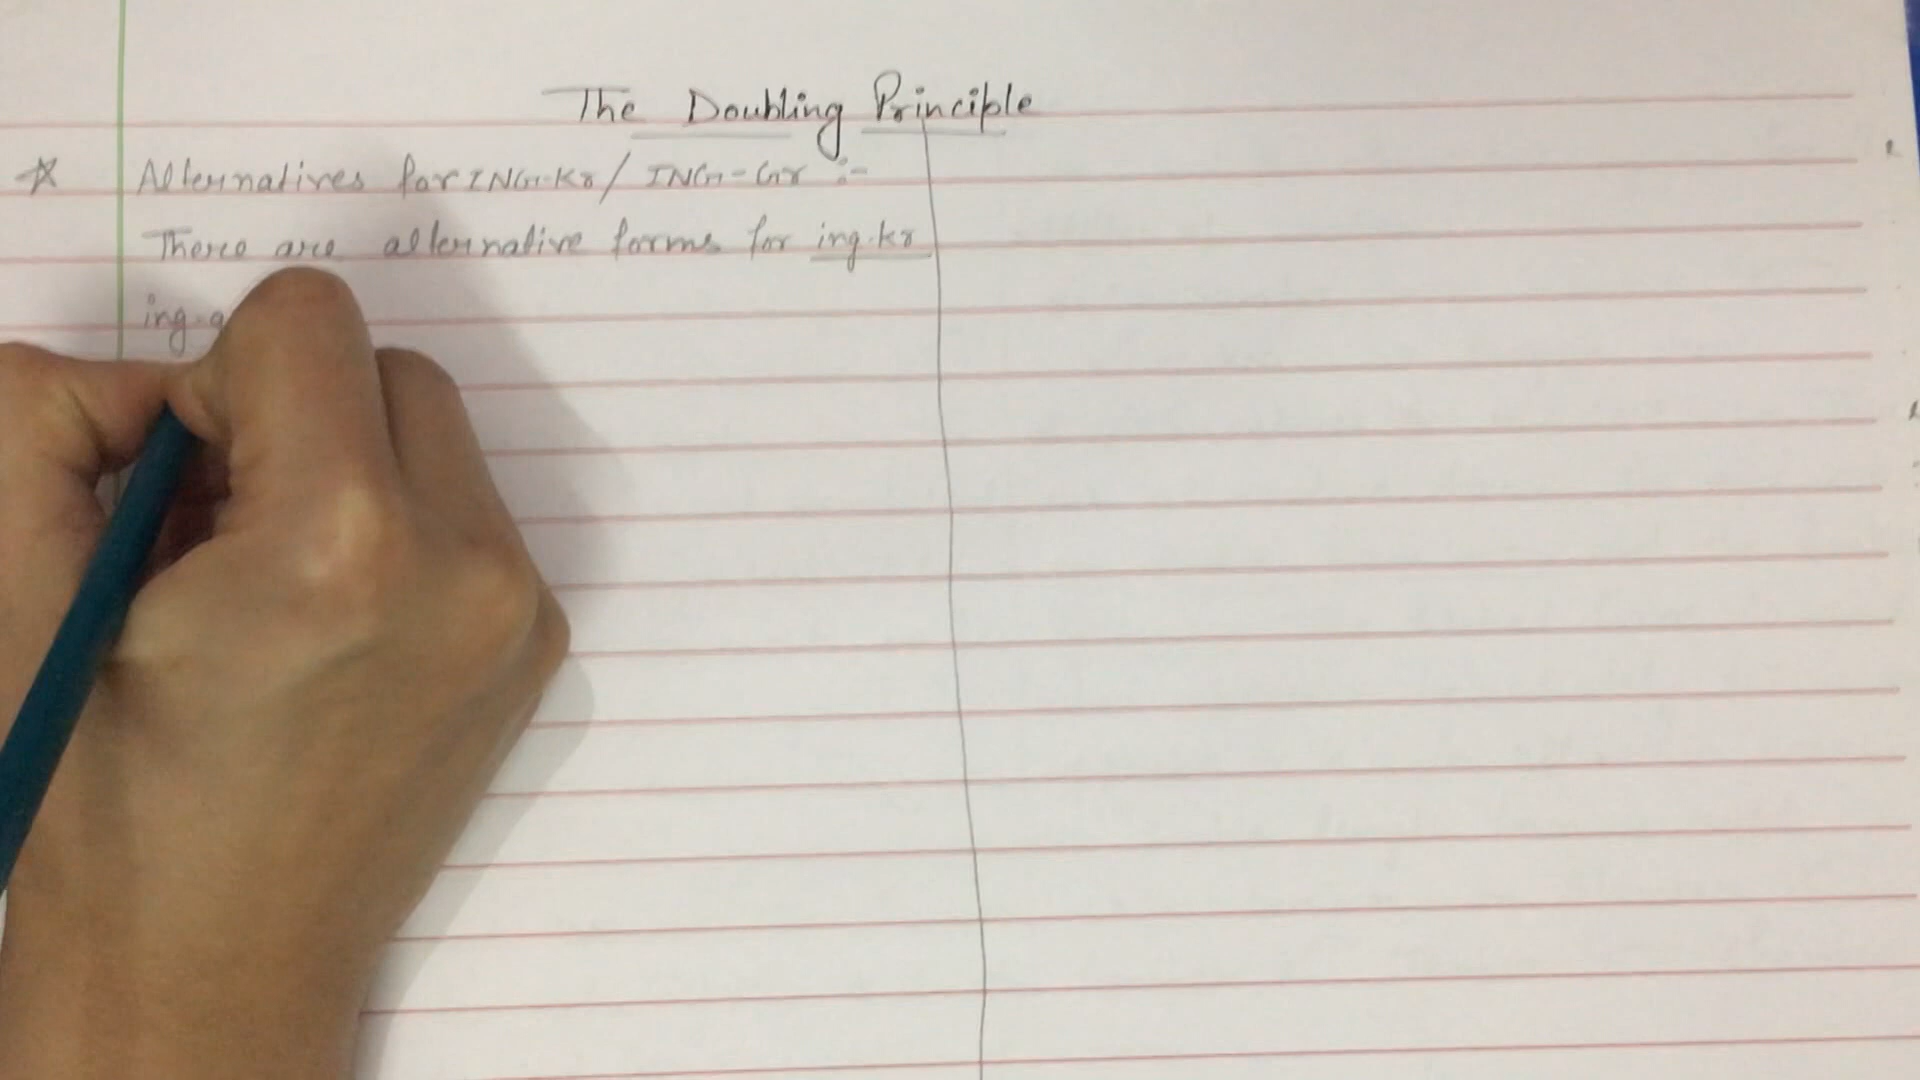 The Doubling Principle
Alternatives for ING-Kr / ING-Gr :-
There are alternative forms for ing-kr
ing-g